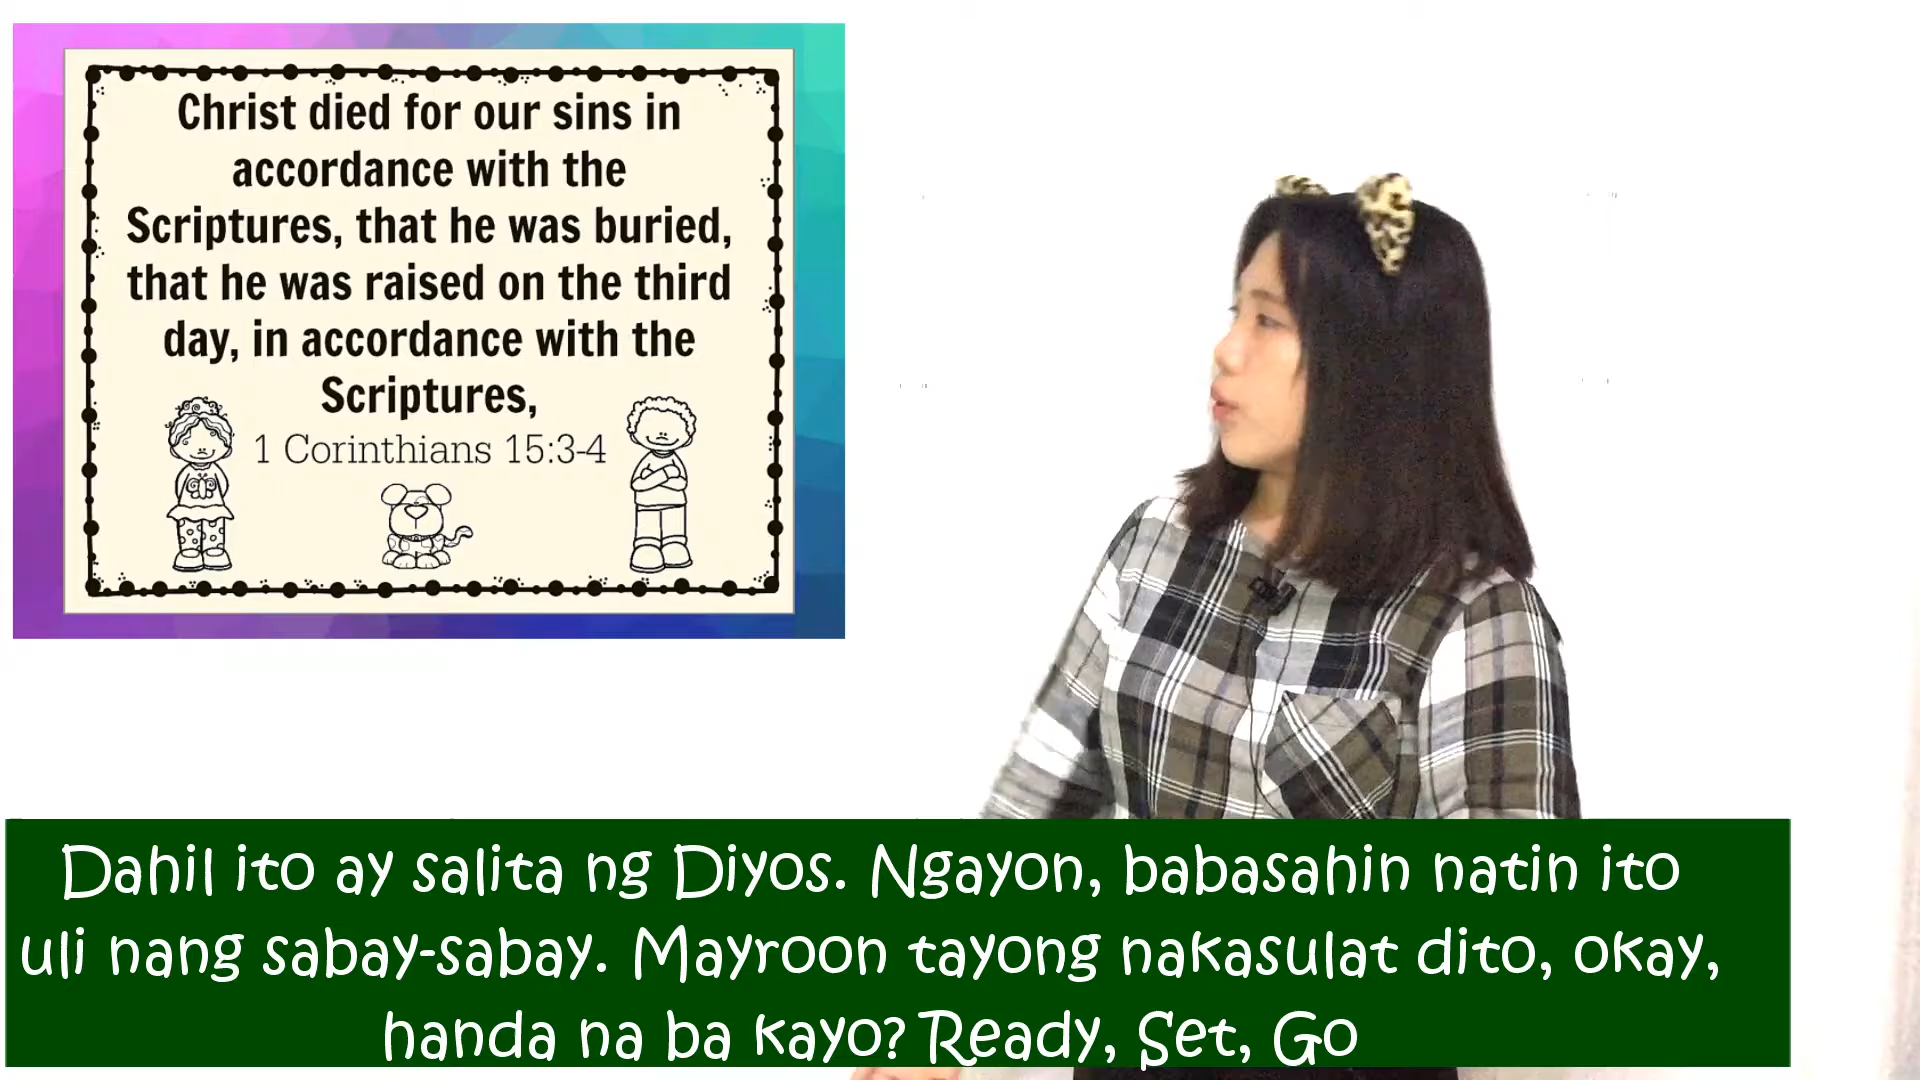 Christ died for our sins in
accordance with the
Scriptures, that he was buried,
that he was raised on the third
day, in accordance with the
Scriptures,
1 Corinthians 15:3-4
Dahil ito ay salita ng Diyos. Ngayon, babasahin natin ito
uli nang sabay-sabay. Mayroon tayong nakasulat dito, okay,
handa na ba kayo? Ready, Set, Go